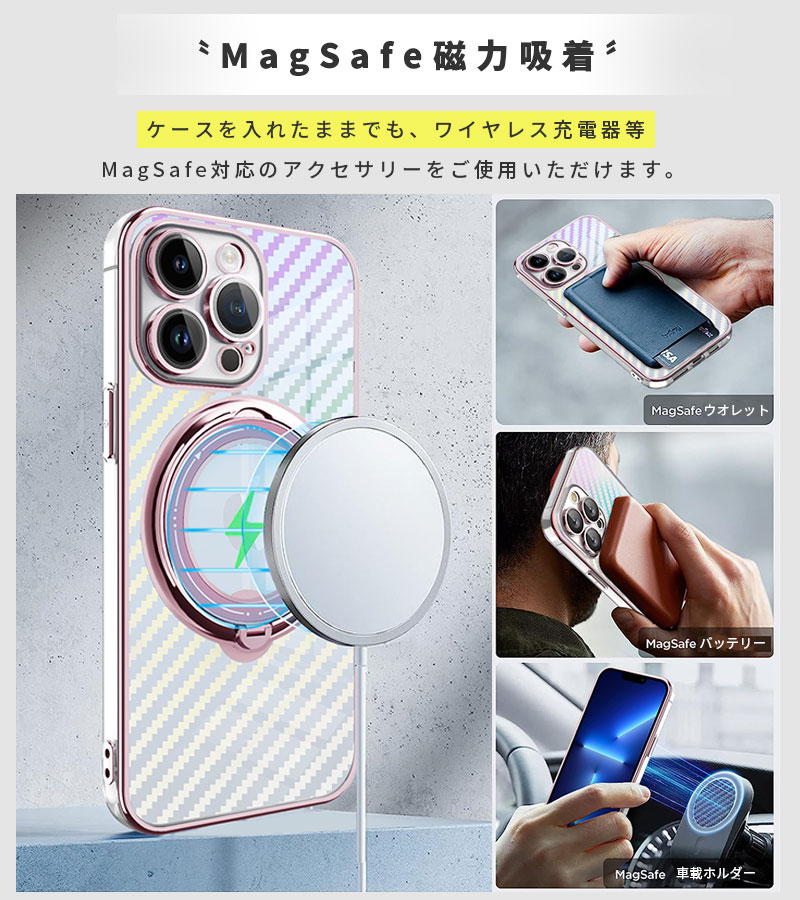 〝MagSafe磁力吸着〞
ケースを入れたままでも、ワイヤレス充電器等
MagSafe対応のアクセサリーをご使用いただけます。
MagSafeウオレット
MagSafe バッテリー
MagSafe 車載ホルダー